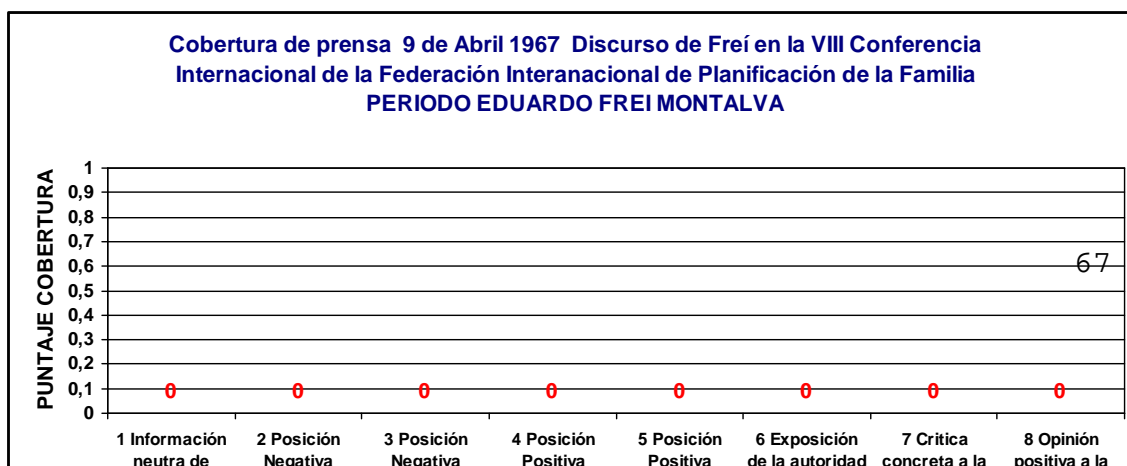 Cobertura de prensa 9 de Abril 1967 Discurso de Freí en la VIII Conferencia
Internacional de la Federación Interanacional de Planificación de la Familia
PERIODO EDUARDO FREI MONTALVA
PUNTAJE COBERTURA
1
0,9
0,8
0,7
0,6
0,5
0,4
0,3
0,2
0,1
0
67
0 0 0 0 0 0 0 0
1 Información 2 Posición 3 Posición 4 Posición 5 Posición 6 Exposición 7 Critica 8 Opinión
neutra de Negativa Negativa Positiva Positiva de la autoridad concreta a la positiva a la